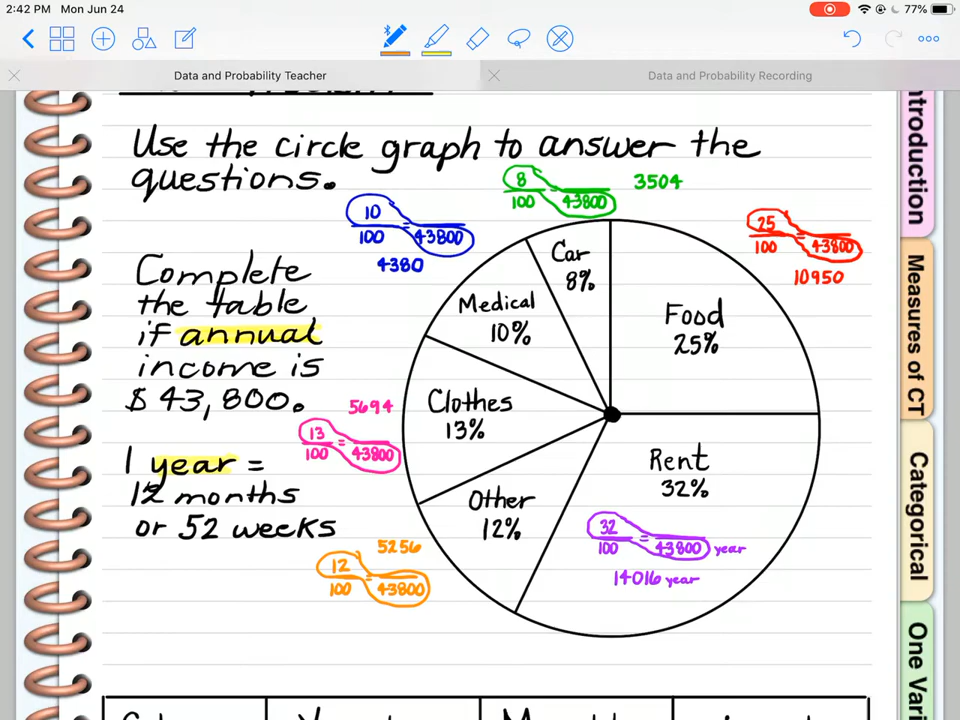 2:42 PM Mon Jun 24
77%
Data and Probability Teacher
Data and Probability Recording
Use the circle graph to answer the
questions.
Complete
the table
if annual
income is
$43,800.
1 year =
12 months
or 52 weeks
10
100 = 43800
4380
8
100 = 43800
3504
25
100 = 43800
10950
Car
8%
Food
25%
Medical
10%
Clothes
13%
5694
13
100 = 43800
Rent
32%
32
100 = 43800 year
14016 year
Other
12%
5256
12
100 = 43800
ntroduction
Measures of CT
Categorical
One Vari